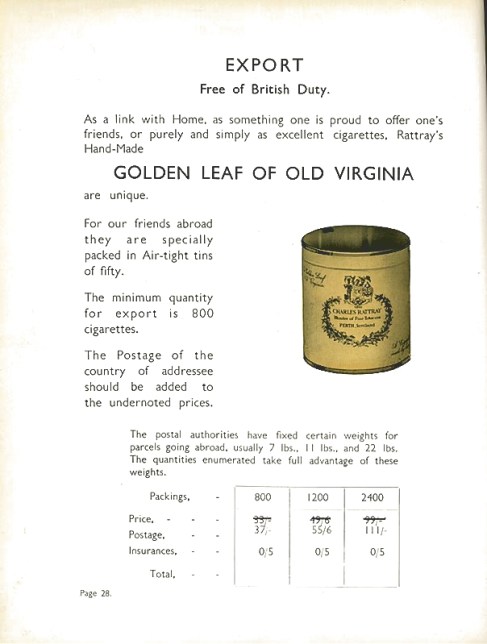 EXPORT
Free of British Duty.
As a link with Home, as something one is proud to offer one's
friends, or purely and simply as excellent cigarettes, Rattray's
Hand-Made
GOLDEN LEAF OF OLD VIRGINIA
are unique.
For our friends abroad
they are specially
packed in Air-tight tins
of fifty.
The minimum quantity
for export is 800
cigarettes.
The Postage of the
country of addressee
should be added to
the undernoted prices.
CHARLES RATTRAY
PERTH, Scotland
The postal authorities have fixed certain weights for
parcels going abroad, usually 7 lbs., 11 lbs., and 22 lbs.
The quantities enumerated take full advantage of these
weights.
Packings, - 800 1200 2400
Price, - - - 33/- 49/6 99/-
37/- 55/6 111/-
Postage, - -
Insurances, - - 0/5 0/5 0/5
Total, - -
Page 28.